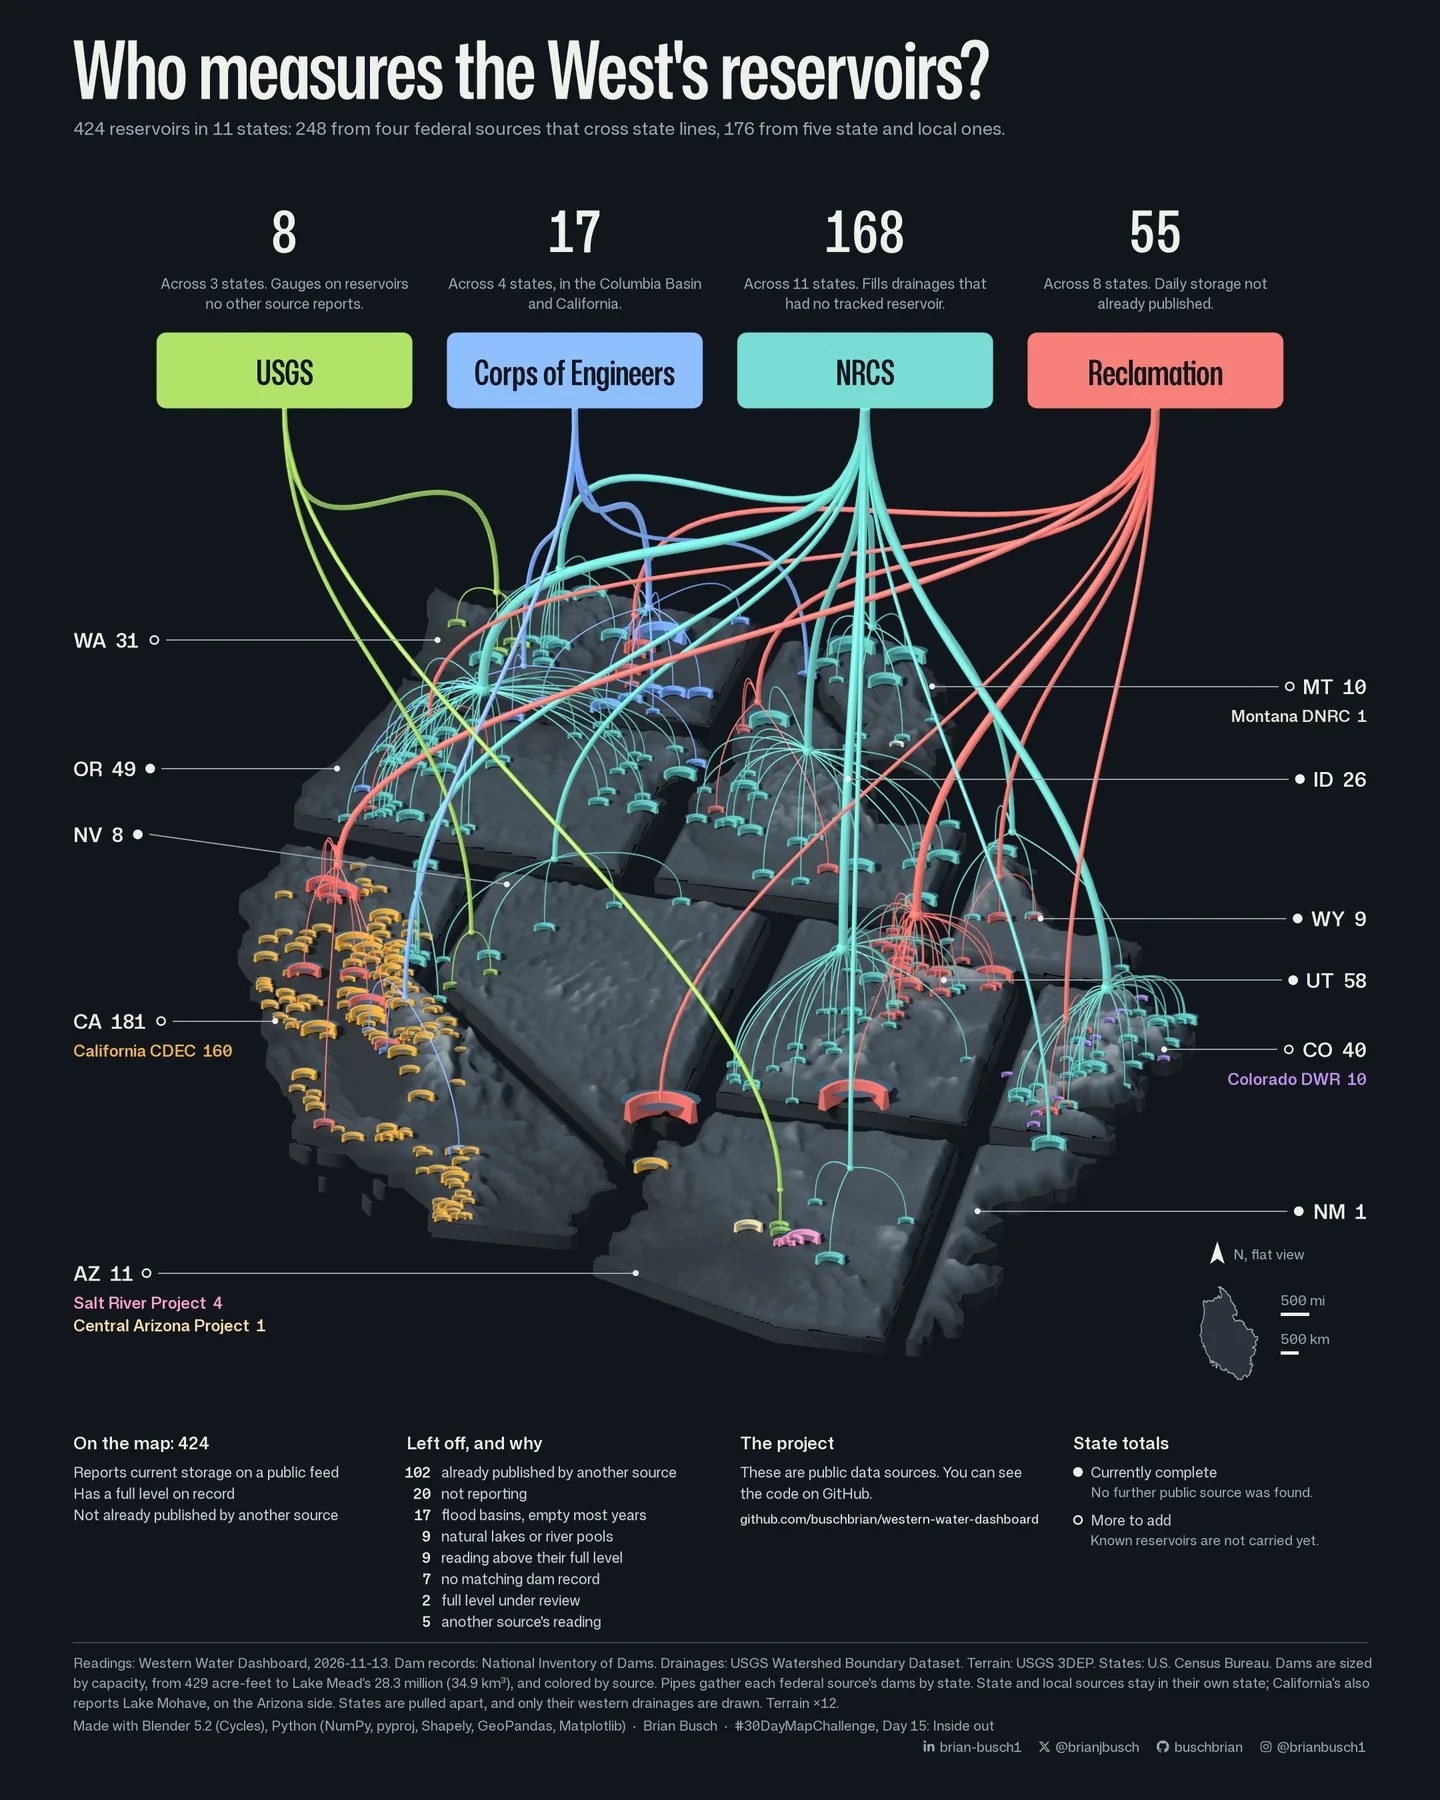 Who measures the West's reservoirs?
424 reservoirs in 11 states: 248 from four federal sources that cross state lines, 176 from five state and local ones.
8
Across 3 states. Gauges on reservoirs
no other source reports.
USGS
17
Across 4 states, in the Columbia Basin
and California.
Corps of Engineers
168
Across 11 states. Fills drainages that
had no tracked reservoir.
NRCS
55
Across 8 states. Daily storage not
already published.
Reclamation
WA 31
OR 49
NV 8
CA 181
California CDEC 160
AZ 11
Salt River Project 4
Central Arizona Project 1
MT 10
Montana DNRC 1
ID 26
WY 9
UT 58
CO 40
Colorado DWR 10
NM 1
N, flat view
500 mi
500 km
On the map: 424
Reports current storage on a public feed
Has a full level on record
Not already published by another source
Left off, and why
102 already published by another source
20 not reporting
17 flood basins, empty most years
9 natural lakes or river pools
9 reading above their full level
7 no matching dam record
2 full level under review
5 another source's reading
The project
These are public data sources. You can see
the code on GitHub.
github.com/buschbrian/western-water-dashboard
State totals
Currently complete
No further public source was found.
More to add
Known reservoirs are not carried yet.
Readings: Western Water Dashboard, 2026-11-13. Dam records: National Inventory of Dams. Drainages: USGS Watershed Boundary Dataset. Terrain: USGS 3DEP. States: U.S. Census Bureau. Dams are sized
by capacity, from 429 acre-feet to Lake Mead's 28.3 million (34.9 km³), and colored by source. Pipes gather each federal source's dams by state. State and local sources stay in their own state; California's also
reports Lake Mohave, on the Arizona side. States are pulled apart, and only their western drainages are drawn. Terrain ×12.
Made with Blender 5.2 (Cycles), Python (NumPy, pyproj, Shapely, GeoPandas, Matplotlib) · Brian Busch · #30DayMapChallenge, Day 15: Inside out
in brian-busch1 X @brianjbusch buschbrian @brianbusch1